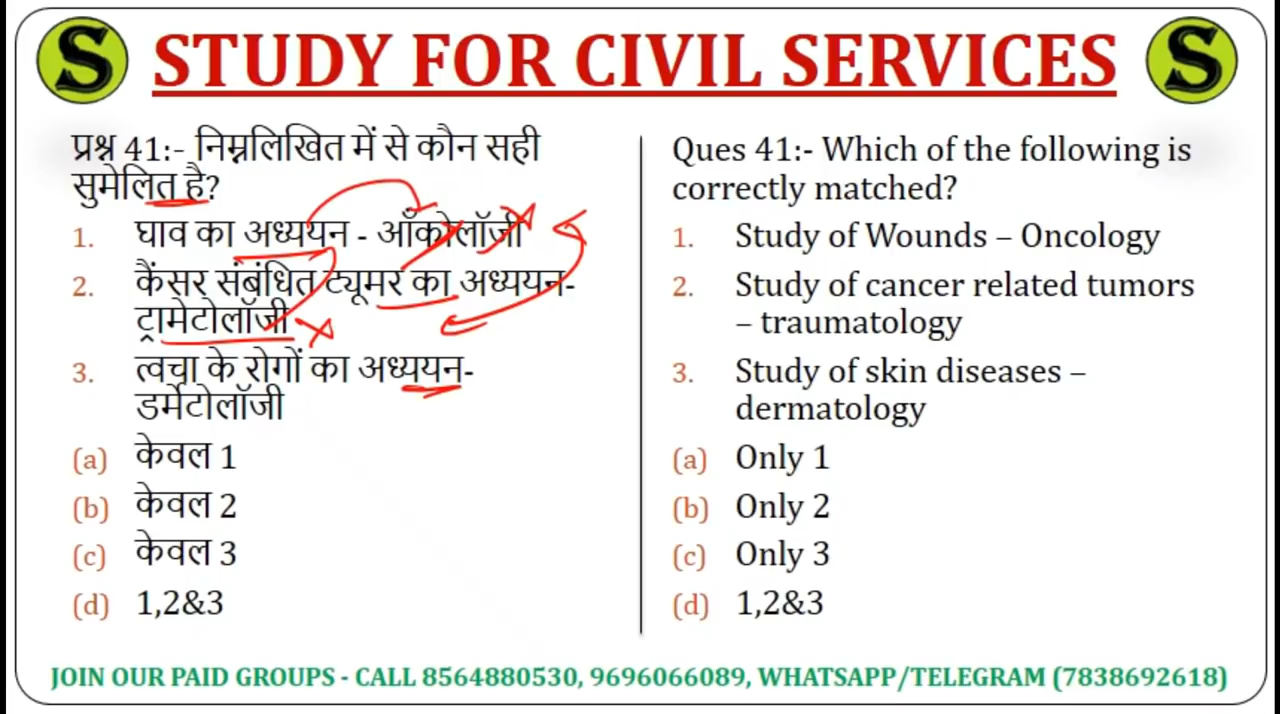 S STUDY FOR CIVIL SERVICES S
प्रश्न 41:- निम्नलिखित में से कौन सही
सुमेलित है?
1. घाव का अध्ययन - ऑंकोलॉजी
2. कैंसर संबंधित ट्यूमर का अध्ययन-
ट्रामेटोलॉजी
3. त्वचा के रोगों का अध्ययन-
डर्मेटोलॉजी
(a) केवल 1
(b) केवल 2
(c) केवल 3
(d) 1,2&3
Ques 41:- Which of the following is
correctly matched?
1. Study of Wounds – Oncology
2. Study of cancer related tumors
– traumatology
3. Study of skin diseases –
dermatology
(a) Only 1
(b) Only 2
(c) Only 3
(d) 1,2&3
JOIN OUR PAID GROUPS - CALL 8564880530, 9696066089, WHATSAPP/TELEGRAM (7838692618)